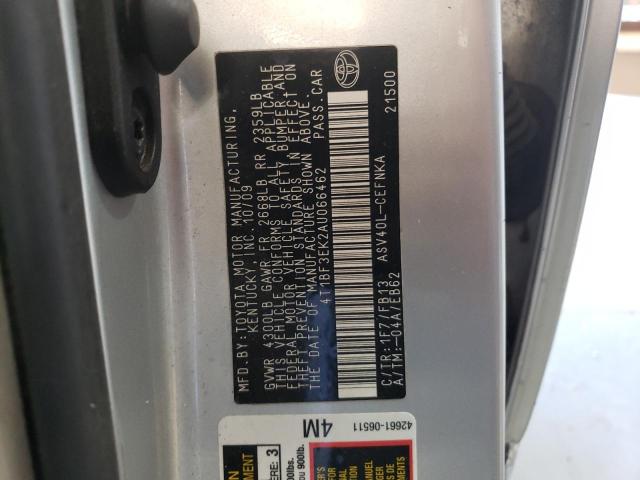 MFD.BY: TOYOTA MOTOR MANUFACTURING,
KENTUCKY, INC. 10/09
GVWR 4300LB GAWR FR 2668LB RR 2359LB
THIS VEHICLE CONFORMS TO ALL APPLICABLE
FEDERAL MOTOR VEHICLE SAFETY, BUMPER AND
THEFT PREVENTION STANDARDS IN EFFECT ON
THE DATE OF MANUFACTURE SHOWN ABOVE.
4T1BF3EK2AU066462 PASS.CAR
C/TR:1F7/FB13 ASV40L-CEFNKA
A/TM:-04A/EB62 21500
42661-06511
4M
3